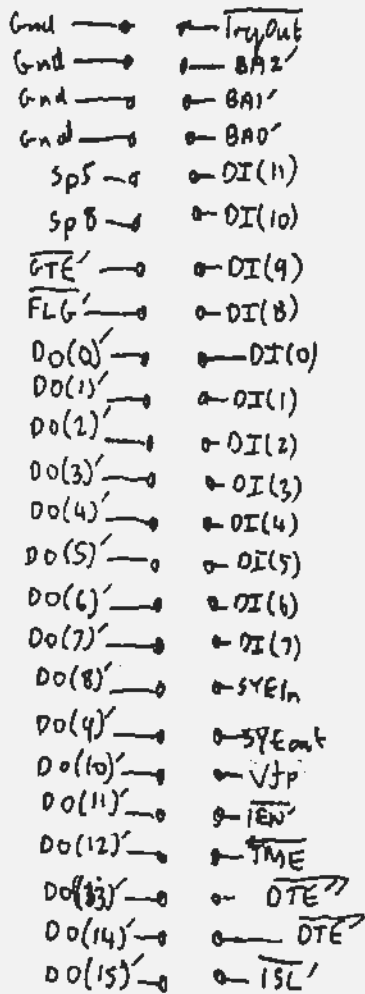 Gnd TryOut
Gnd BA2'
Gnd BA1'
Gnd BA0'
Sp5 DI(11)
Sp8 DI(10)
GTE' DI(9)
FLG' DI(8)
DO(0)' DI(0)
DO(1)' DI(1)
DO(2)' DI(2)
DO(3)' DI(3)
DO(4)' DI(4)
DO(5)' DI(5)
DO(6)' DI(6)
DO(7)' DI(7)
DO(8)' SYEIn
DO(9)' SYEout
DO(10)' Vfp
DO(11)' IEN'
DO(12)' TME
DO(13)' DTE''
DO(14)' DTE'
DO(15)' ISL'